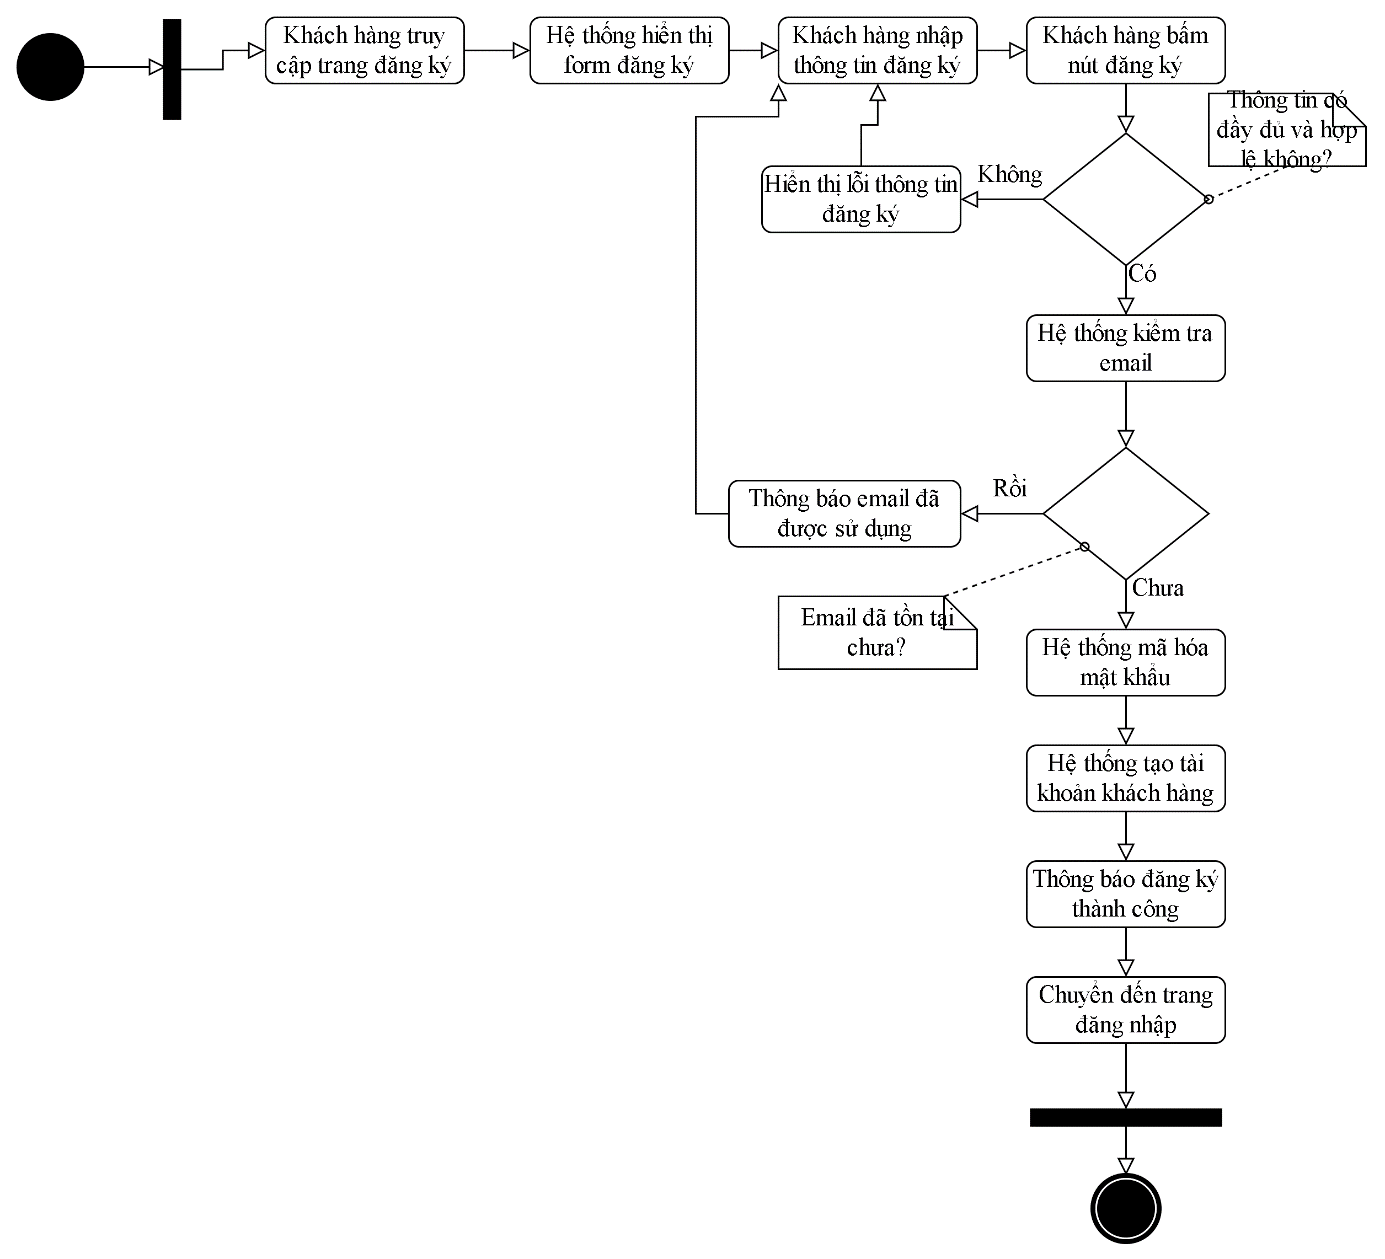 Khách hàng truy
cập trang đăng ký
Hệ thống hiển thị
form đăng ký
Khách hàng nhập
thông tin đăng ký
Khách hàng bấm
nút đăng ký
Thông tin có
đầy đủ và hợp
lệ không?
Không
Hiển thị lỗi thông tin
đăng ký
Có
Hệ thống kiểm tra
email
Rồi
Thông báo email đã
được sử dụng
Chưa
Email đã tồn tại
chưa?
Hệ thống mã hóa
mật khẩu
Hệ thống tạo tài
khoản khách hàng
Thông báo đăng ký
thành công
Chuyển đến trang
đăng nhập